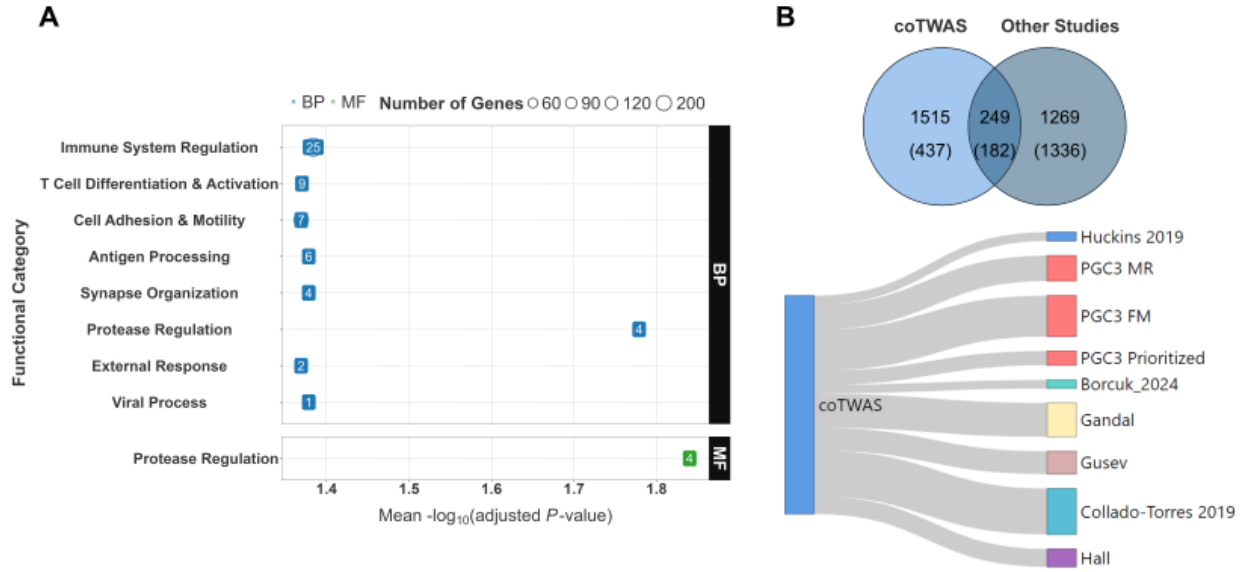 A
BP MF Number of Genes 60 90 120 200
Functional Category
Immune System Regulation 25
T Cell Differentiation & Activation 9
Cell Adhesion & Motility 7
Antigen Processing 6
Synapse Organization 4
Protease Regulation 4
External Response 2
Viral Process 1
BP
Protease Regulation 4
MF
1.4 1.5 1.6 1.7 1.8
Mean -log10(adjusted P-value)
B
coTWAS Other Studies
1515 249 1269
(437) (182) (1336)
coTWAS
Huckins 2019
PGC3 MR
PGC3 FM
PGC3 Prioritized
Borcuk_2024
Gandal
Gusev
Collado-Torres 2019
Hall